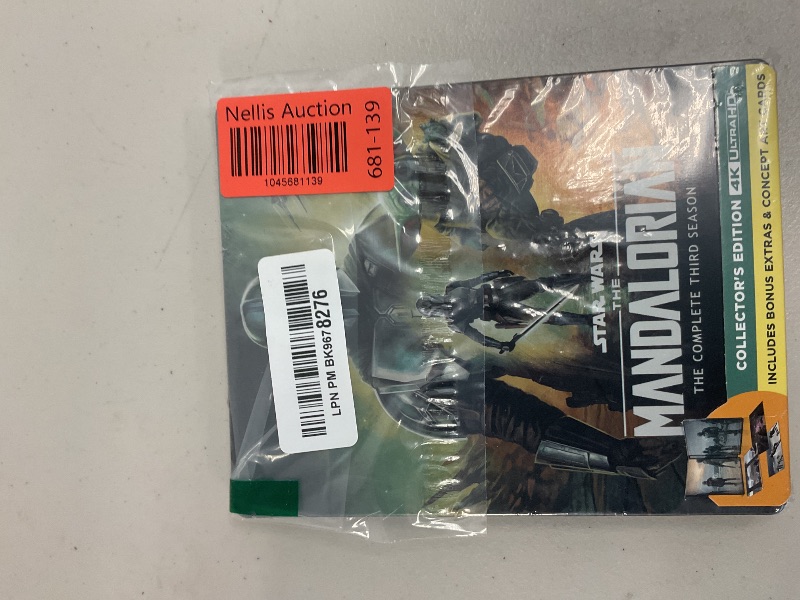 Nellis Auction
1045681139
681-139
LPN PM BK9678276
STAR WARS
THE
MANDALORIAN
THE COMPLETE THIRD SEASON
COLLECTOR'S EDITION 4K ULTRA HD
INCLUDES BONUS EXTRAS & CONCEPT ART CARDS